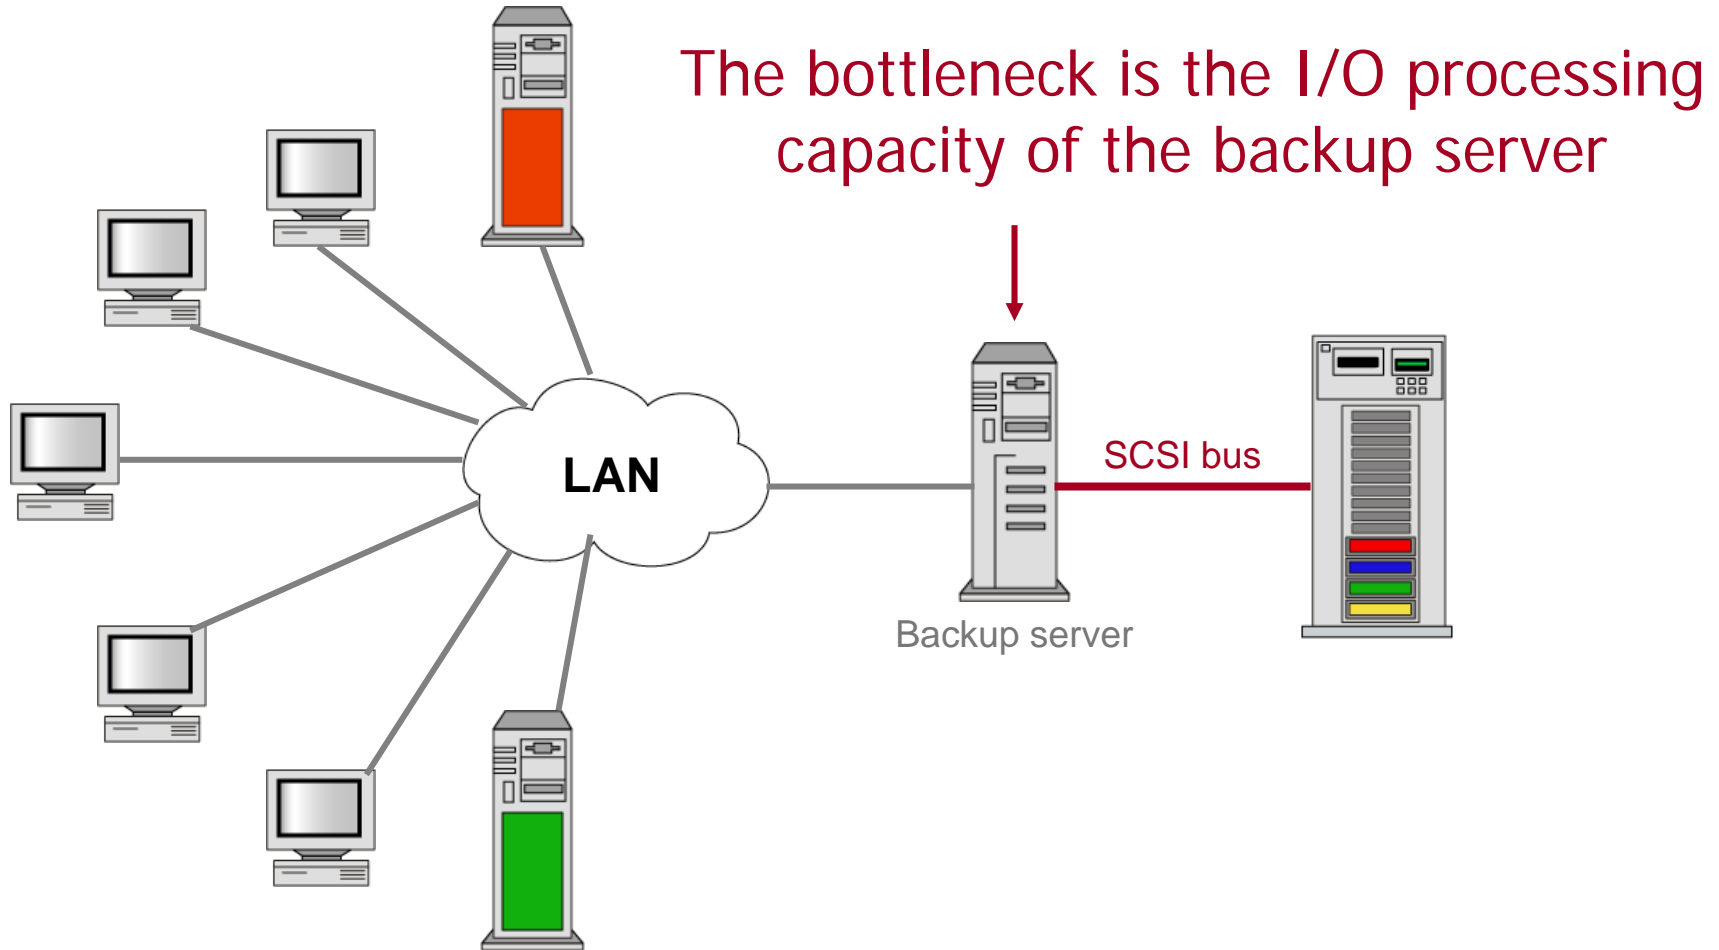 The bottleneck is the I/O processing
capacity of the backup server
LAN
SCSI bus
Backup server